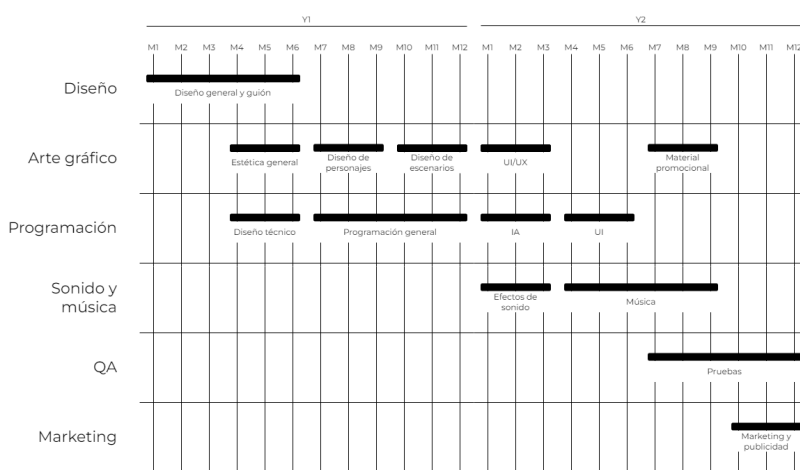 Y1 Y2
M1 M2 M3 M4 M5 M6 M7 M8 M9 M10 M11 M12 M1 M2 M3 M4 M5 M6 M7 M8 M9 M10 M11 M12
Diseño
Diseño general y guión
Arte gráfico
Estética general
Diseño de
personajes
Diseño de
escenarios
UI/UX
Material
promocional
Programación
Diseño técnico
Programación general
IA
UI
Sonido y
música
Efectos de
sonido
Música
QA
Pruebas
Marketing
Marketing y
publicidad